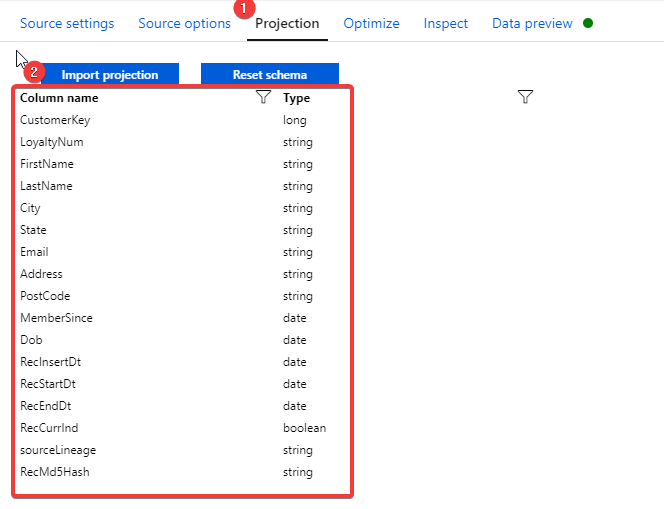 1
Source settings Source options Projection Optimize Inspect Data preview
2
Import projection Reset schema
Column name Type
CustomerKey long
LoyaltyNum string
FirstName string
LastName string
City string
State string
Email string
Address string
PostCode string
MemberSince date
Dob date
RecInsertDt date
RecStartDt date
RecEndDt date
RecCurrInd boolean
sourceLineage string
RecMd5Hash string